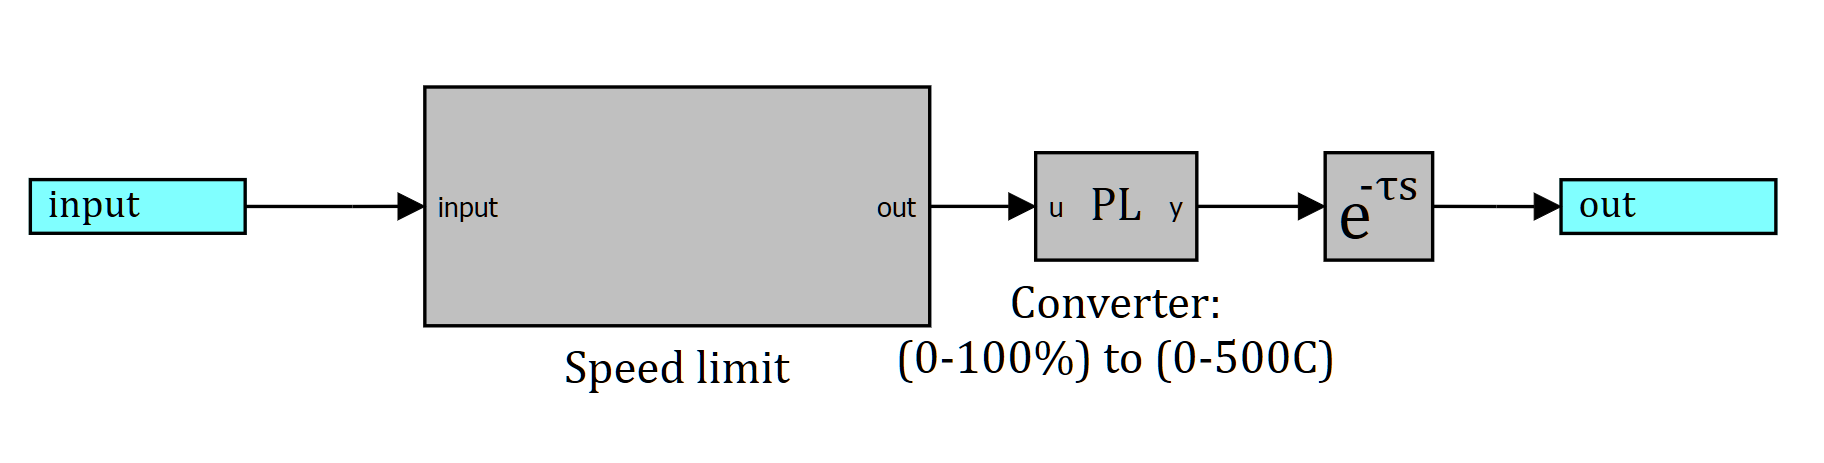 input
input
out
Speed limit
u PL y
Converter:
(0-100%) to (0-500C)
e-τs
out